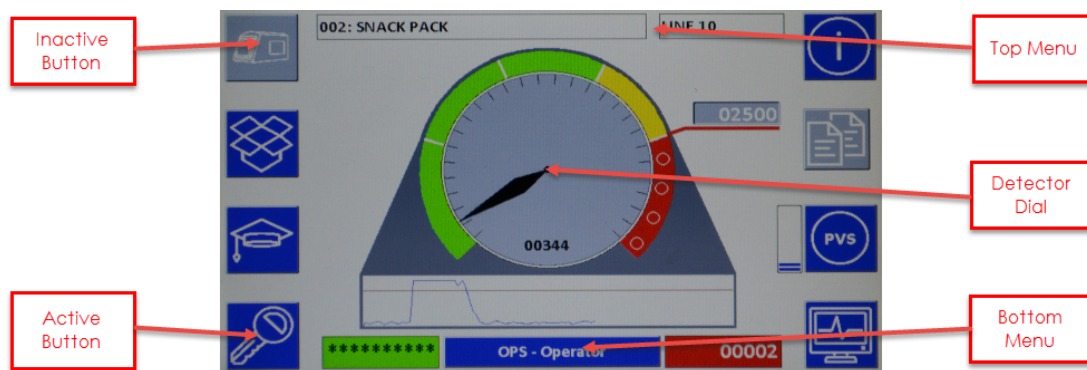 Inactive
Button
002: SNACK PACK
LINE 10
Top Menu
02500
Detector
Dial
00344
PVS
Active
Button
**********
OPS - Operator
00002
Bottom
Menu